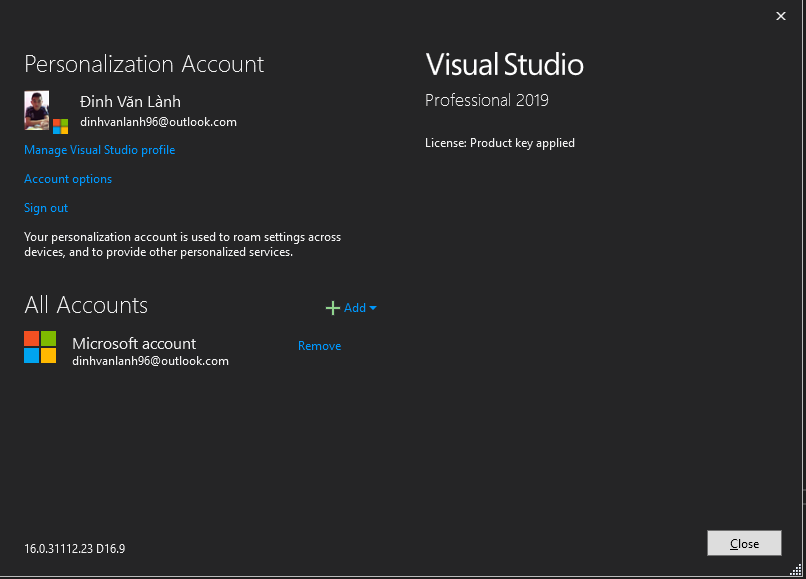 Personalization Account
Đinh Văn Lành
dinhvanlanh96@outlook.com
Manage Visual Studio profile
Account options
Sign out
Your personalization account is used to roam settings across
devices, and to provide other personalized services.
All Accounts
Add
Microsoft account
dinhvanlanh96@outlook.com
Remove
16.0.31112.23 D16.9
Visual Studio
Professional 2019
License: Product key applied
Close